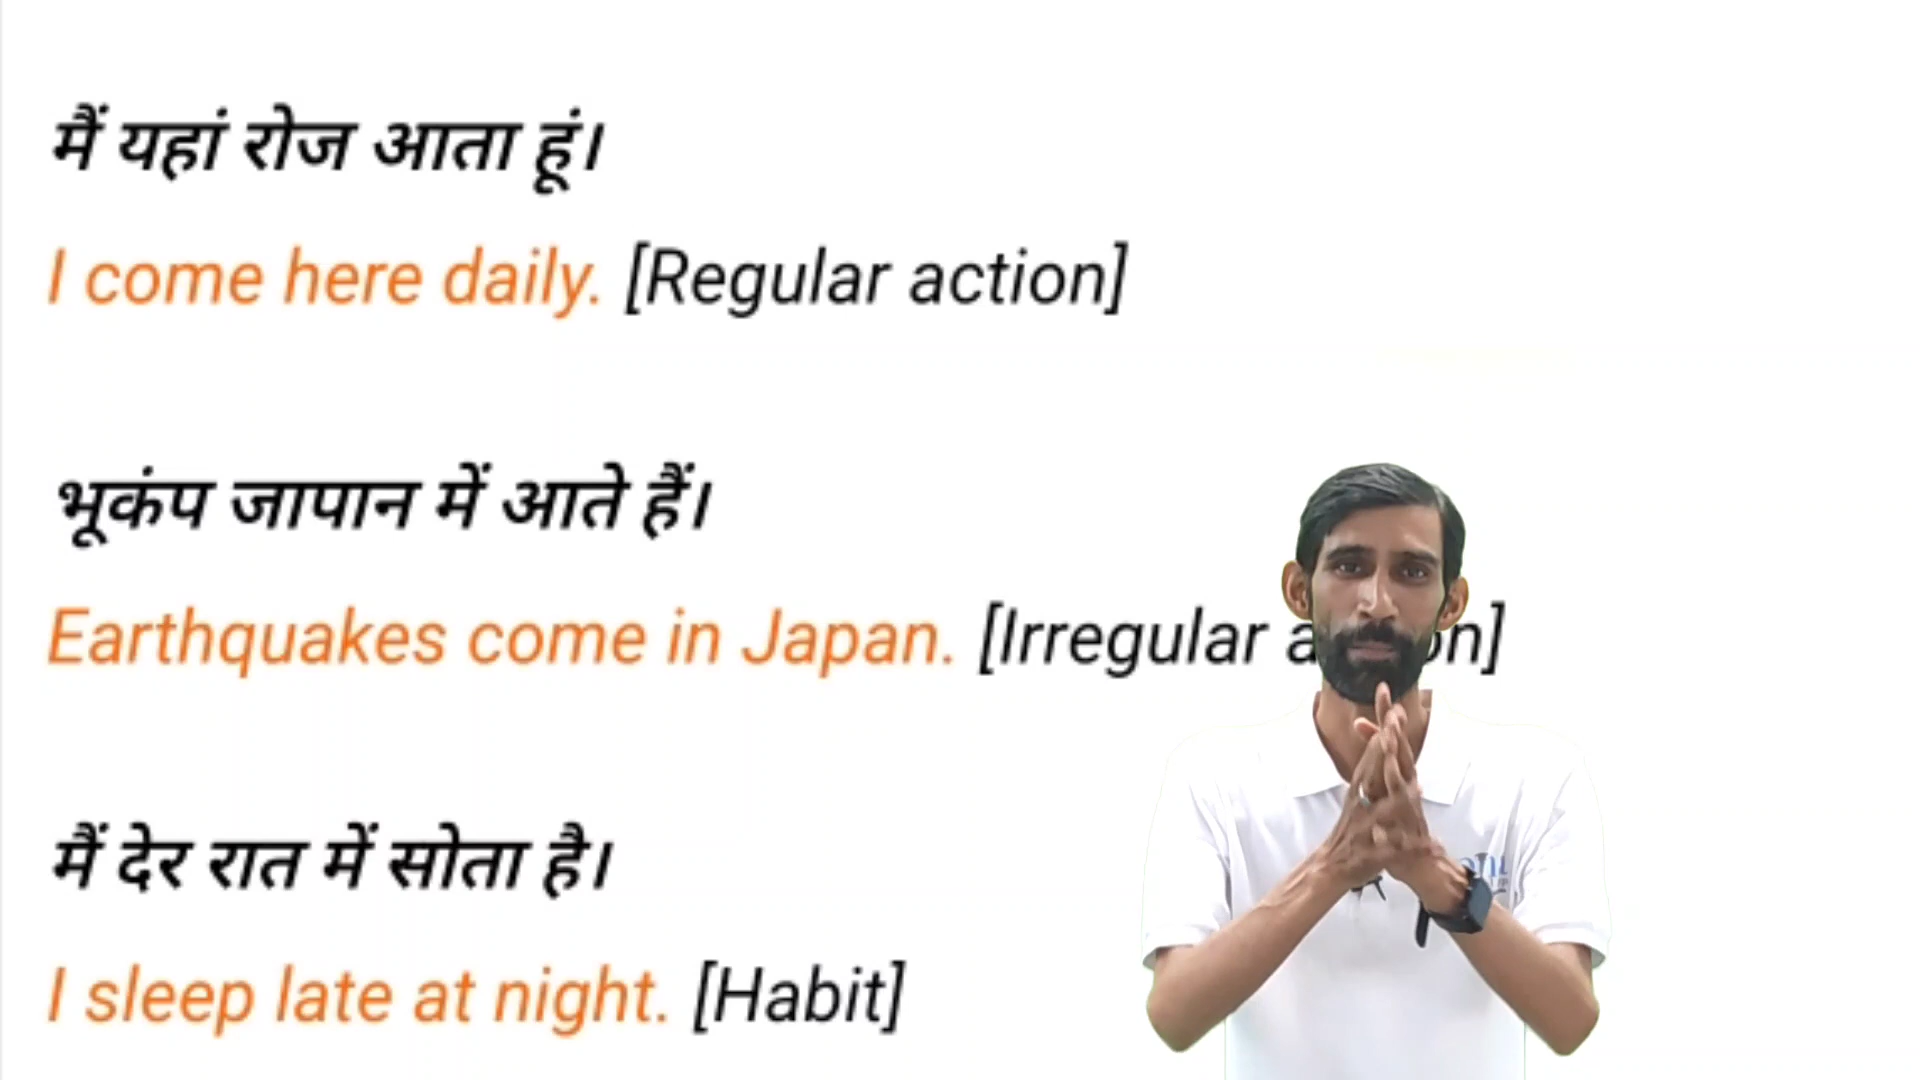 मैं यहां रोज आता हूं।
I come here daily. [Regular action]
भूकंप जापान में आते हैं।
Earthquakes come in Japan. [Irregular
मैं देर रात में सोता है।
I sleep late at night. [Habit]